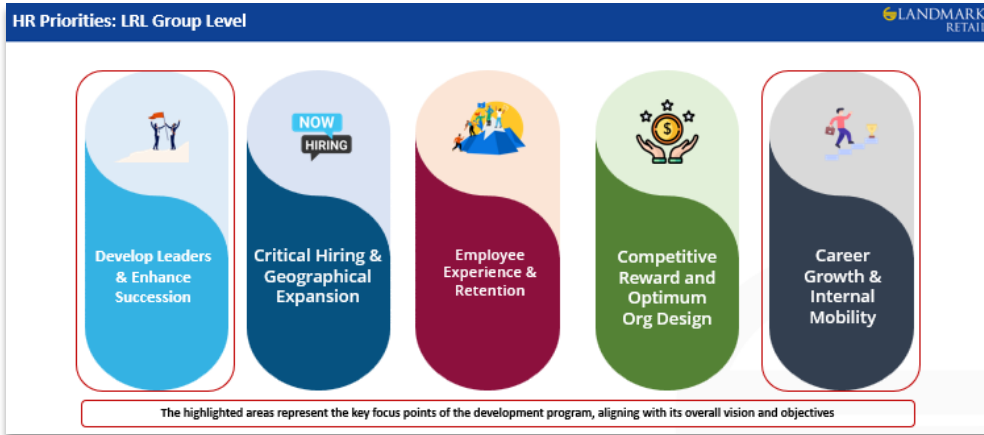 HR Priorities: LRL Group Level
LANDMARK
RETAIL
NOW
HIRING
$
Develop Leaders
& Enhance
Succession
Critical Hiring &
Geographical
Expansion
Employee
Experience &
Retention
Competitive
Reward and
Optimum
Org Design
Career
Growth &
Internal
Mobility
The highlighted areas represent the key focus points of the development program, aligning with its overall vision and objectives